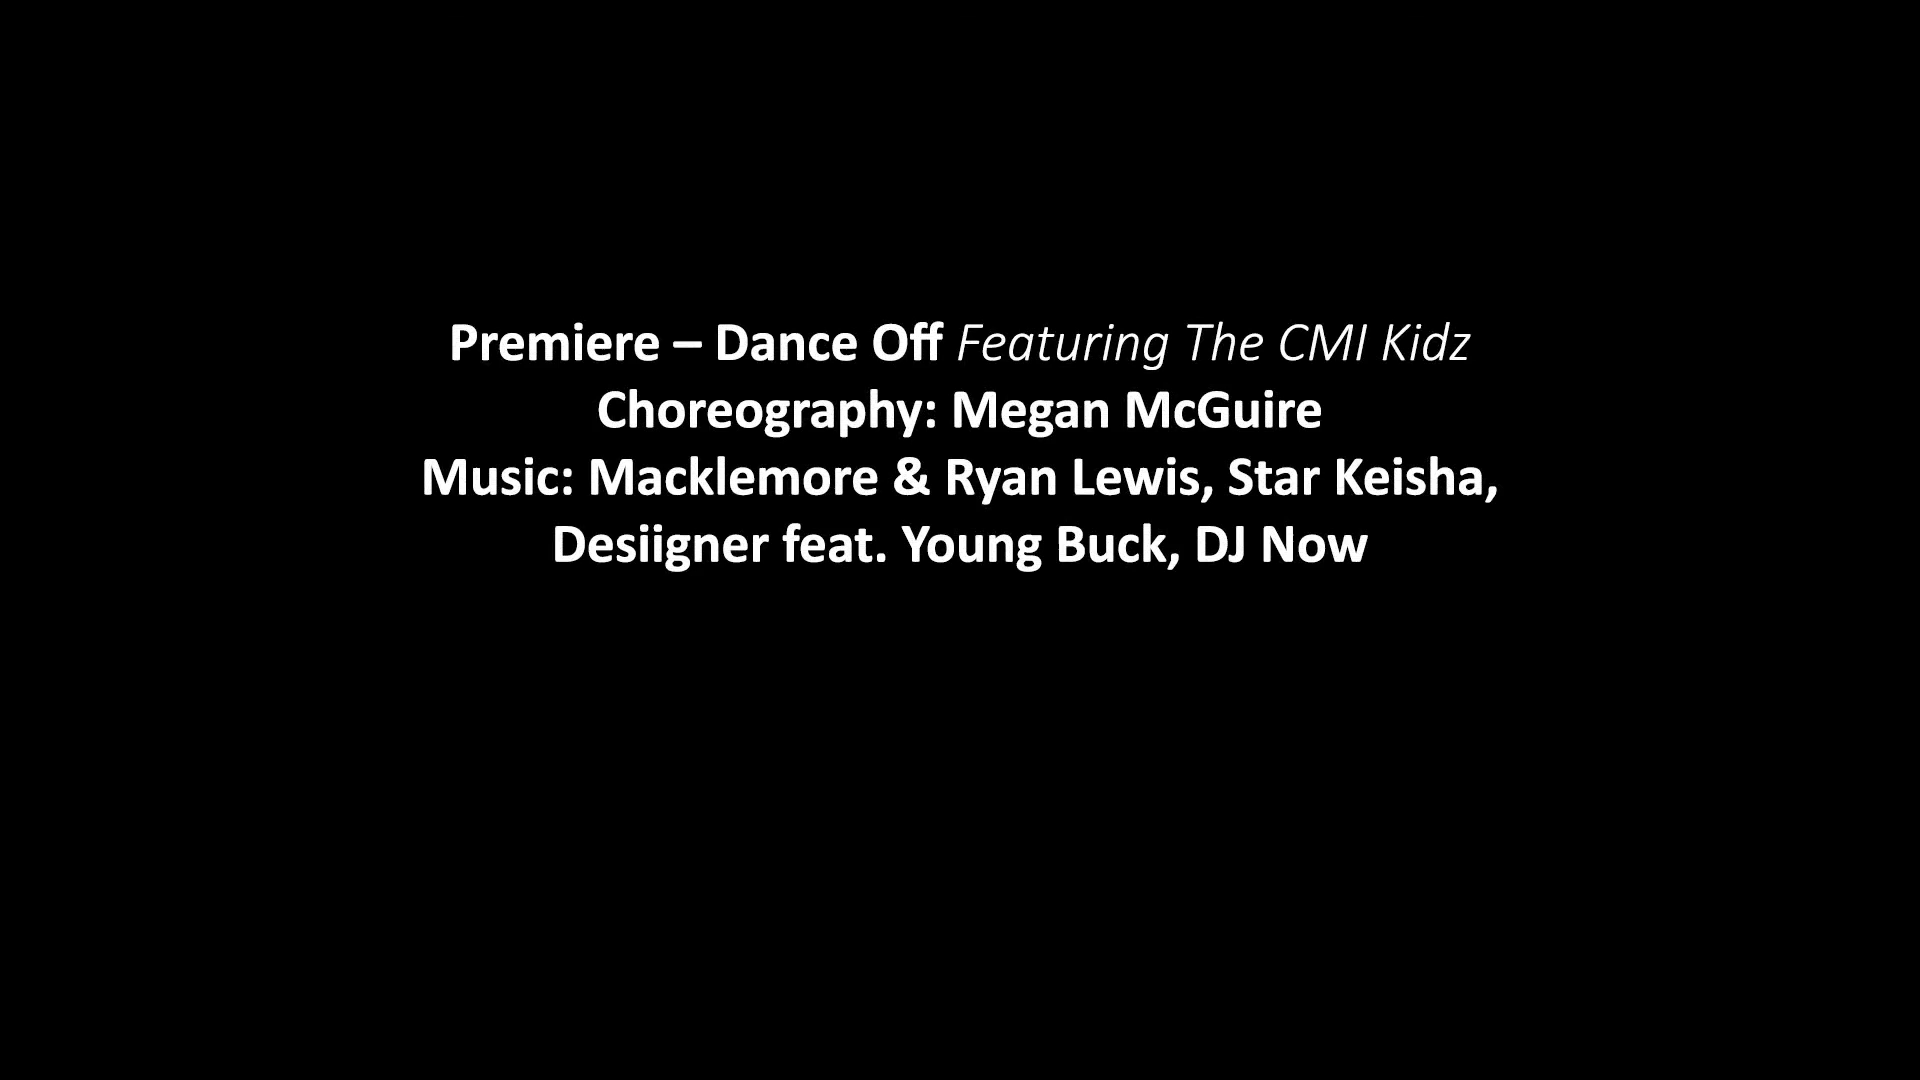 Premiere – Dance Off Featuring The CMI Kidz
Choreography: Megan McGuire
Music: Macklemore & Ryan Lewis, Star Keisha,
Desiigner feat. Young Buck, DJ Now